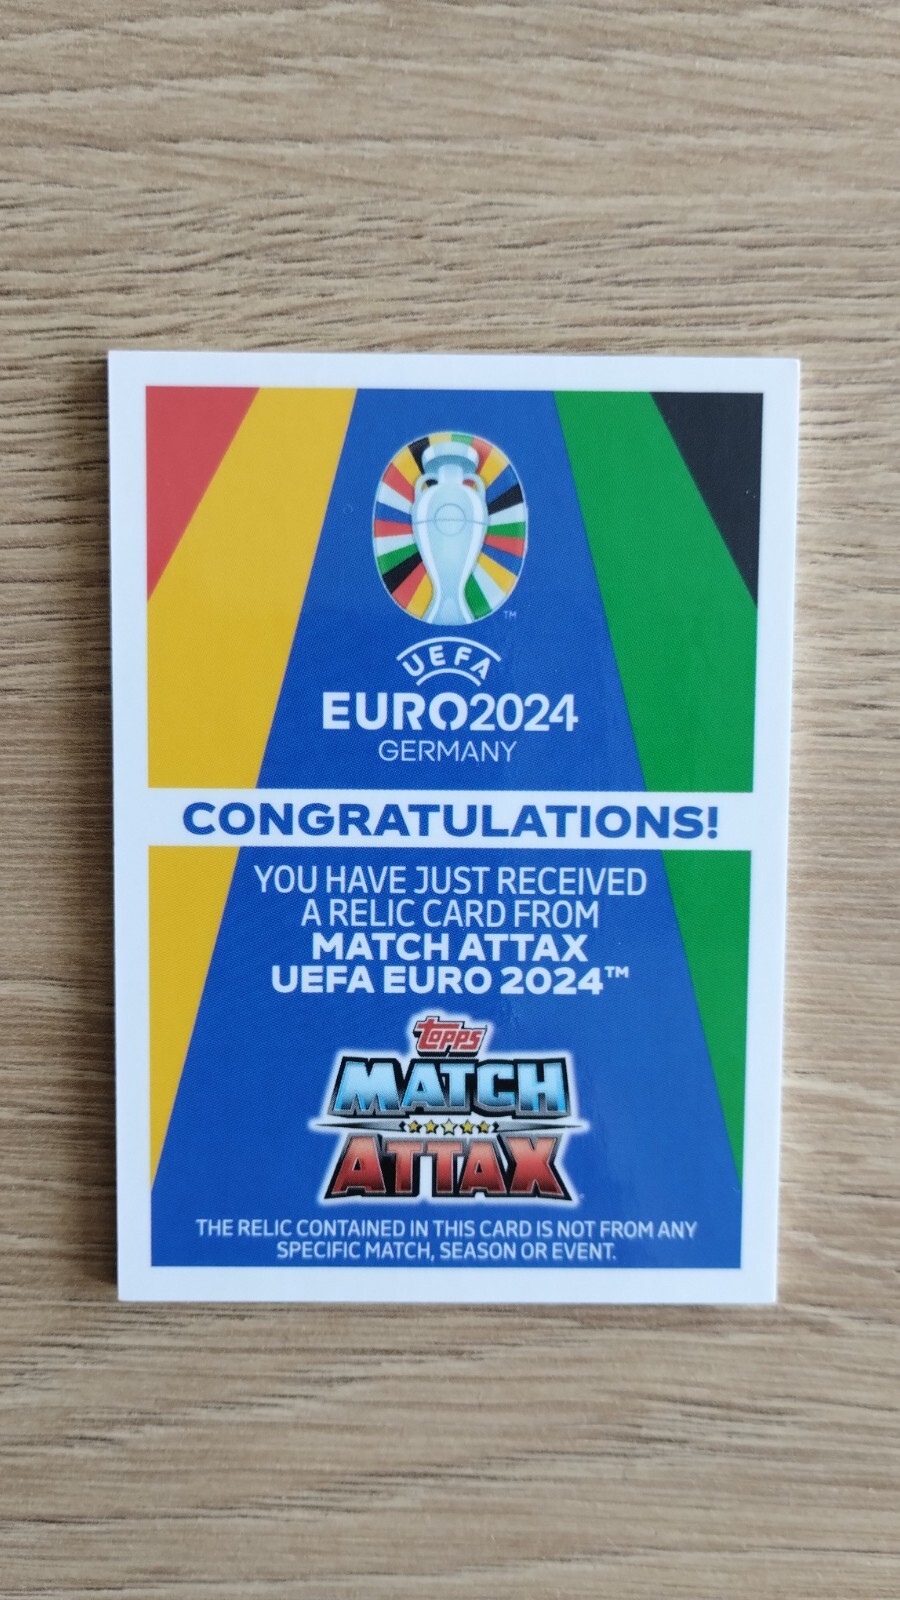 TM
UEFA
EURO2024
GERMANY
CONGRATULATIONS!
YOU HAVE JUST RECEIVED
A RELIC CARD FROM
MATCH ATTAX
UEFA EURO 2024™
topps
MATCH
ATTAX
THE RELIC CONTAINED IN THIS CARD IS NOT FROM ANY
SPECIFIC MATCH, SEASON OR EVENT.